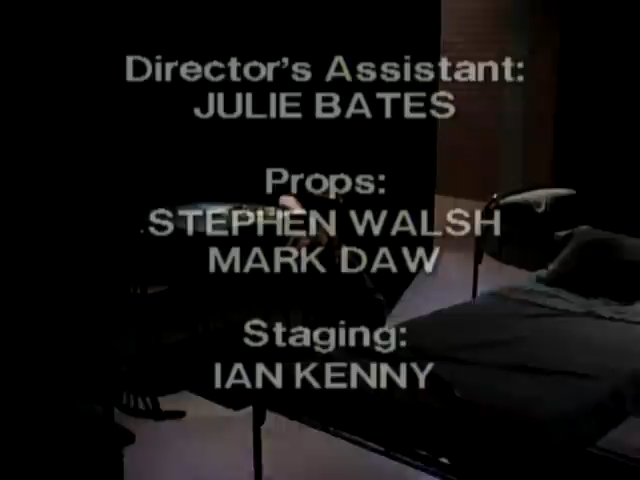 Director's Assistant:
JULIE BATES
Props:
STEPHEN WALSH
MARK DAW
Staging:
IAN KENNY